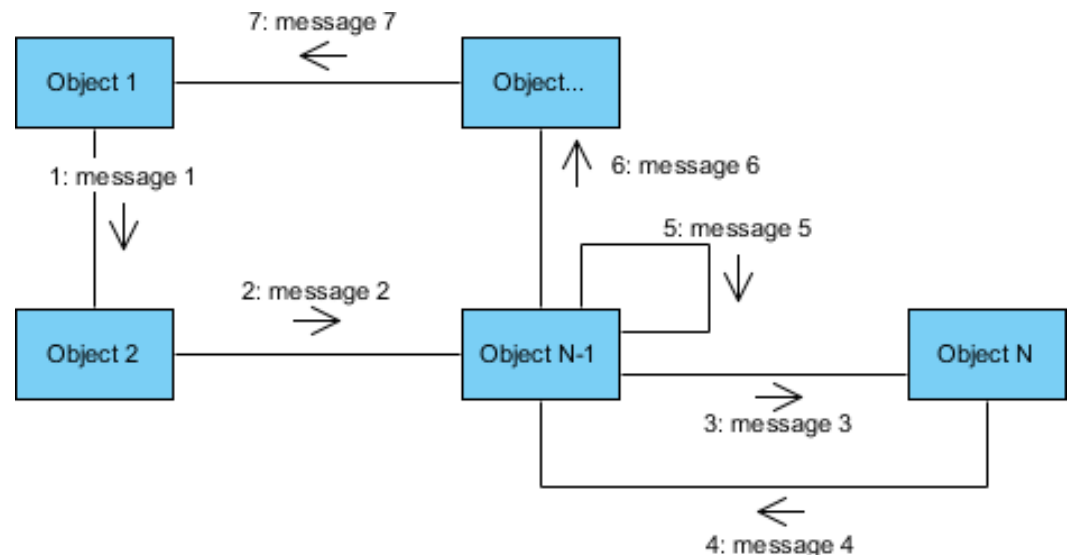 7: message 7
Object 1
Object...
1: message 1
6: message 6
5: message 5
2: message 2
Object 2
Object N-1
Object N
3: message 3
4: message 4